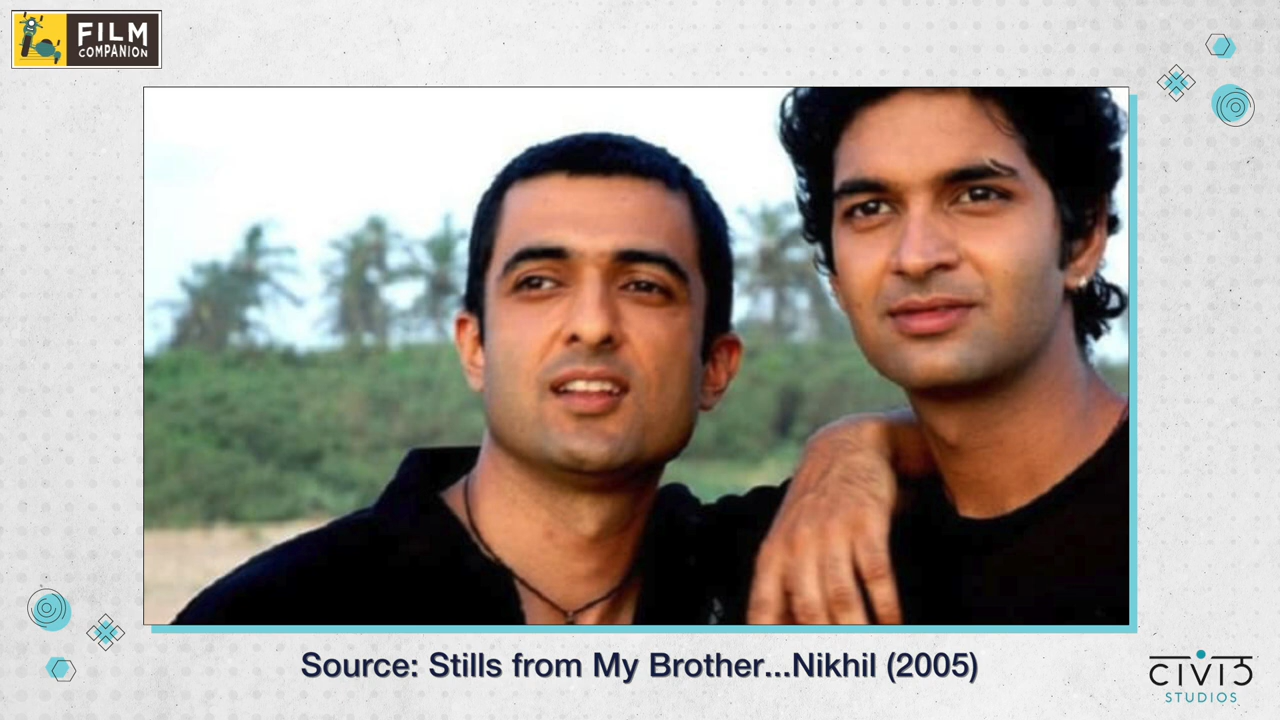 FILM
COMPANION
Source: Stills from My Brother...Nikhil (2005)
CIVIC
STUDIOS